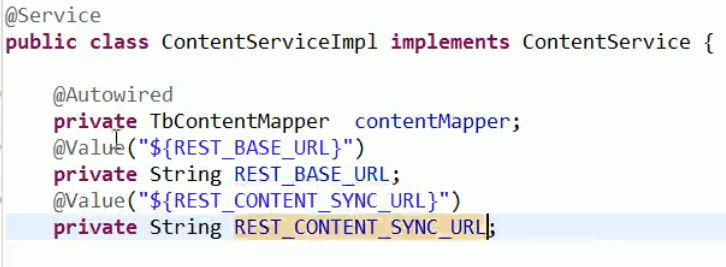 @Service
public class ContentServiceImpl implements ContentService {
@Autowired
private TbContentMapper  contentMapper;
@Value("${REST_BASE_URL}")
private String REST_BASE_URL;
@Value("${REST_CONTENT_SYNC_URL}")
private String REST_CONTENT_SYNC_URL;